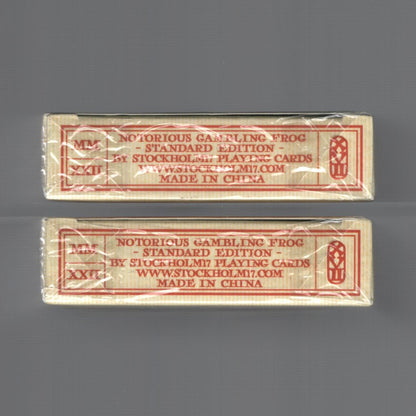 MM
XXII
NOTORIOUS GAMBLING FROG
- STANDARD EDITION -
BY STOCKHOLM17 PLAYING CARDS
WWW.STOCKHOLM17.COM
MADE IN CHINA
MM
XXII
NOTORIOUS GAMBLING FROG
- STANDARD EDITION -
BY STOCKHOLM17 PLAYING CARDS
WWW.STOCKHOLM17.COM
MADE IN CHINA